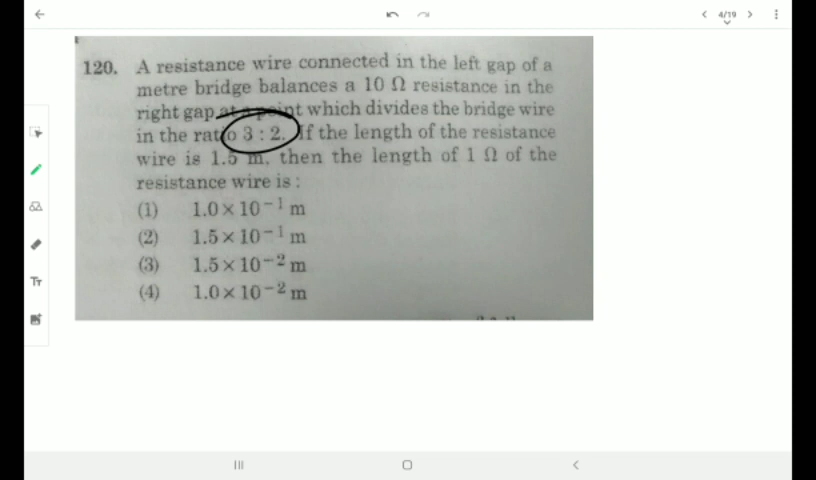 4/19
120. A resistance wire connected in the left gap of a
metre bridge balances a 10 Ω resistance in the
right gap at a point which divides the bridge wire
in the ratio 3 : 2. If the length of the resistance
wire is 1.5 m, then the length of 1 Ω of the
resistance wire is :
(1) 1.0 × 10⁻¹ m
(2) 1.5 × 10⁻¹ m
(3) 1.5 × 10⁻² m
(4) 1.0 × 10⁻² m
Tт